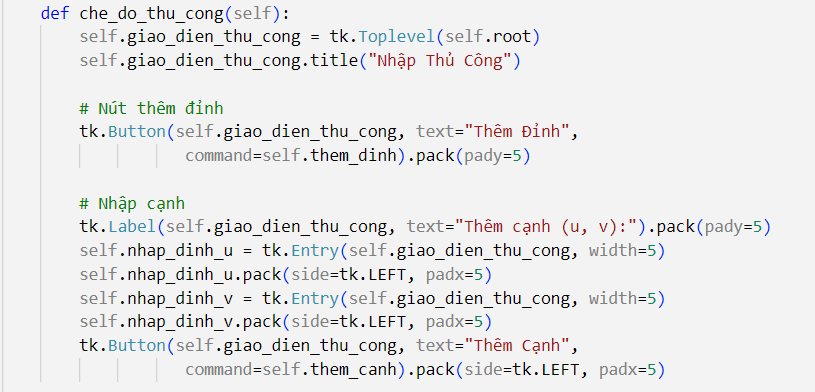 def che_do_thu_cong(self):
    self.giao_dien_thu_cong = tk.Toplevel(self.root)
    self.giao_dien_thu_cong.title("Nhập Thủ Công")

    # Nút thêm đỉnh
    tk.Button(self.giao_dien_thu_cong, text="Thêm Đỉnh",
              command=self.them_dinh).pack(pady=5)

    # Nhập cạnh
    tk.Label(self.giao_dien_thu_cong, text="Thêm cạnh (u, v):").pack(pady=5)
    self.nhap_dinh_u = tk.Entry(self.giao_dien_thu_cong, width=5)
    self.nhap_dinh_u.pack(side=tk.LEFT, padx=5)
    self.nhap_dinh_v = tk.Entry(self.giao_dien_thu_cong, width=5)
    self.nhap_dinh_v.pack(side=tk.LEFT, padx=5)
    tk.Button(self.giao_dien_thu_cong, text="Thêm Cạnh",
              command=self.them_canh).pack(side=tk.LEFT, padx=5)